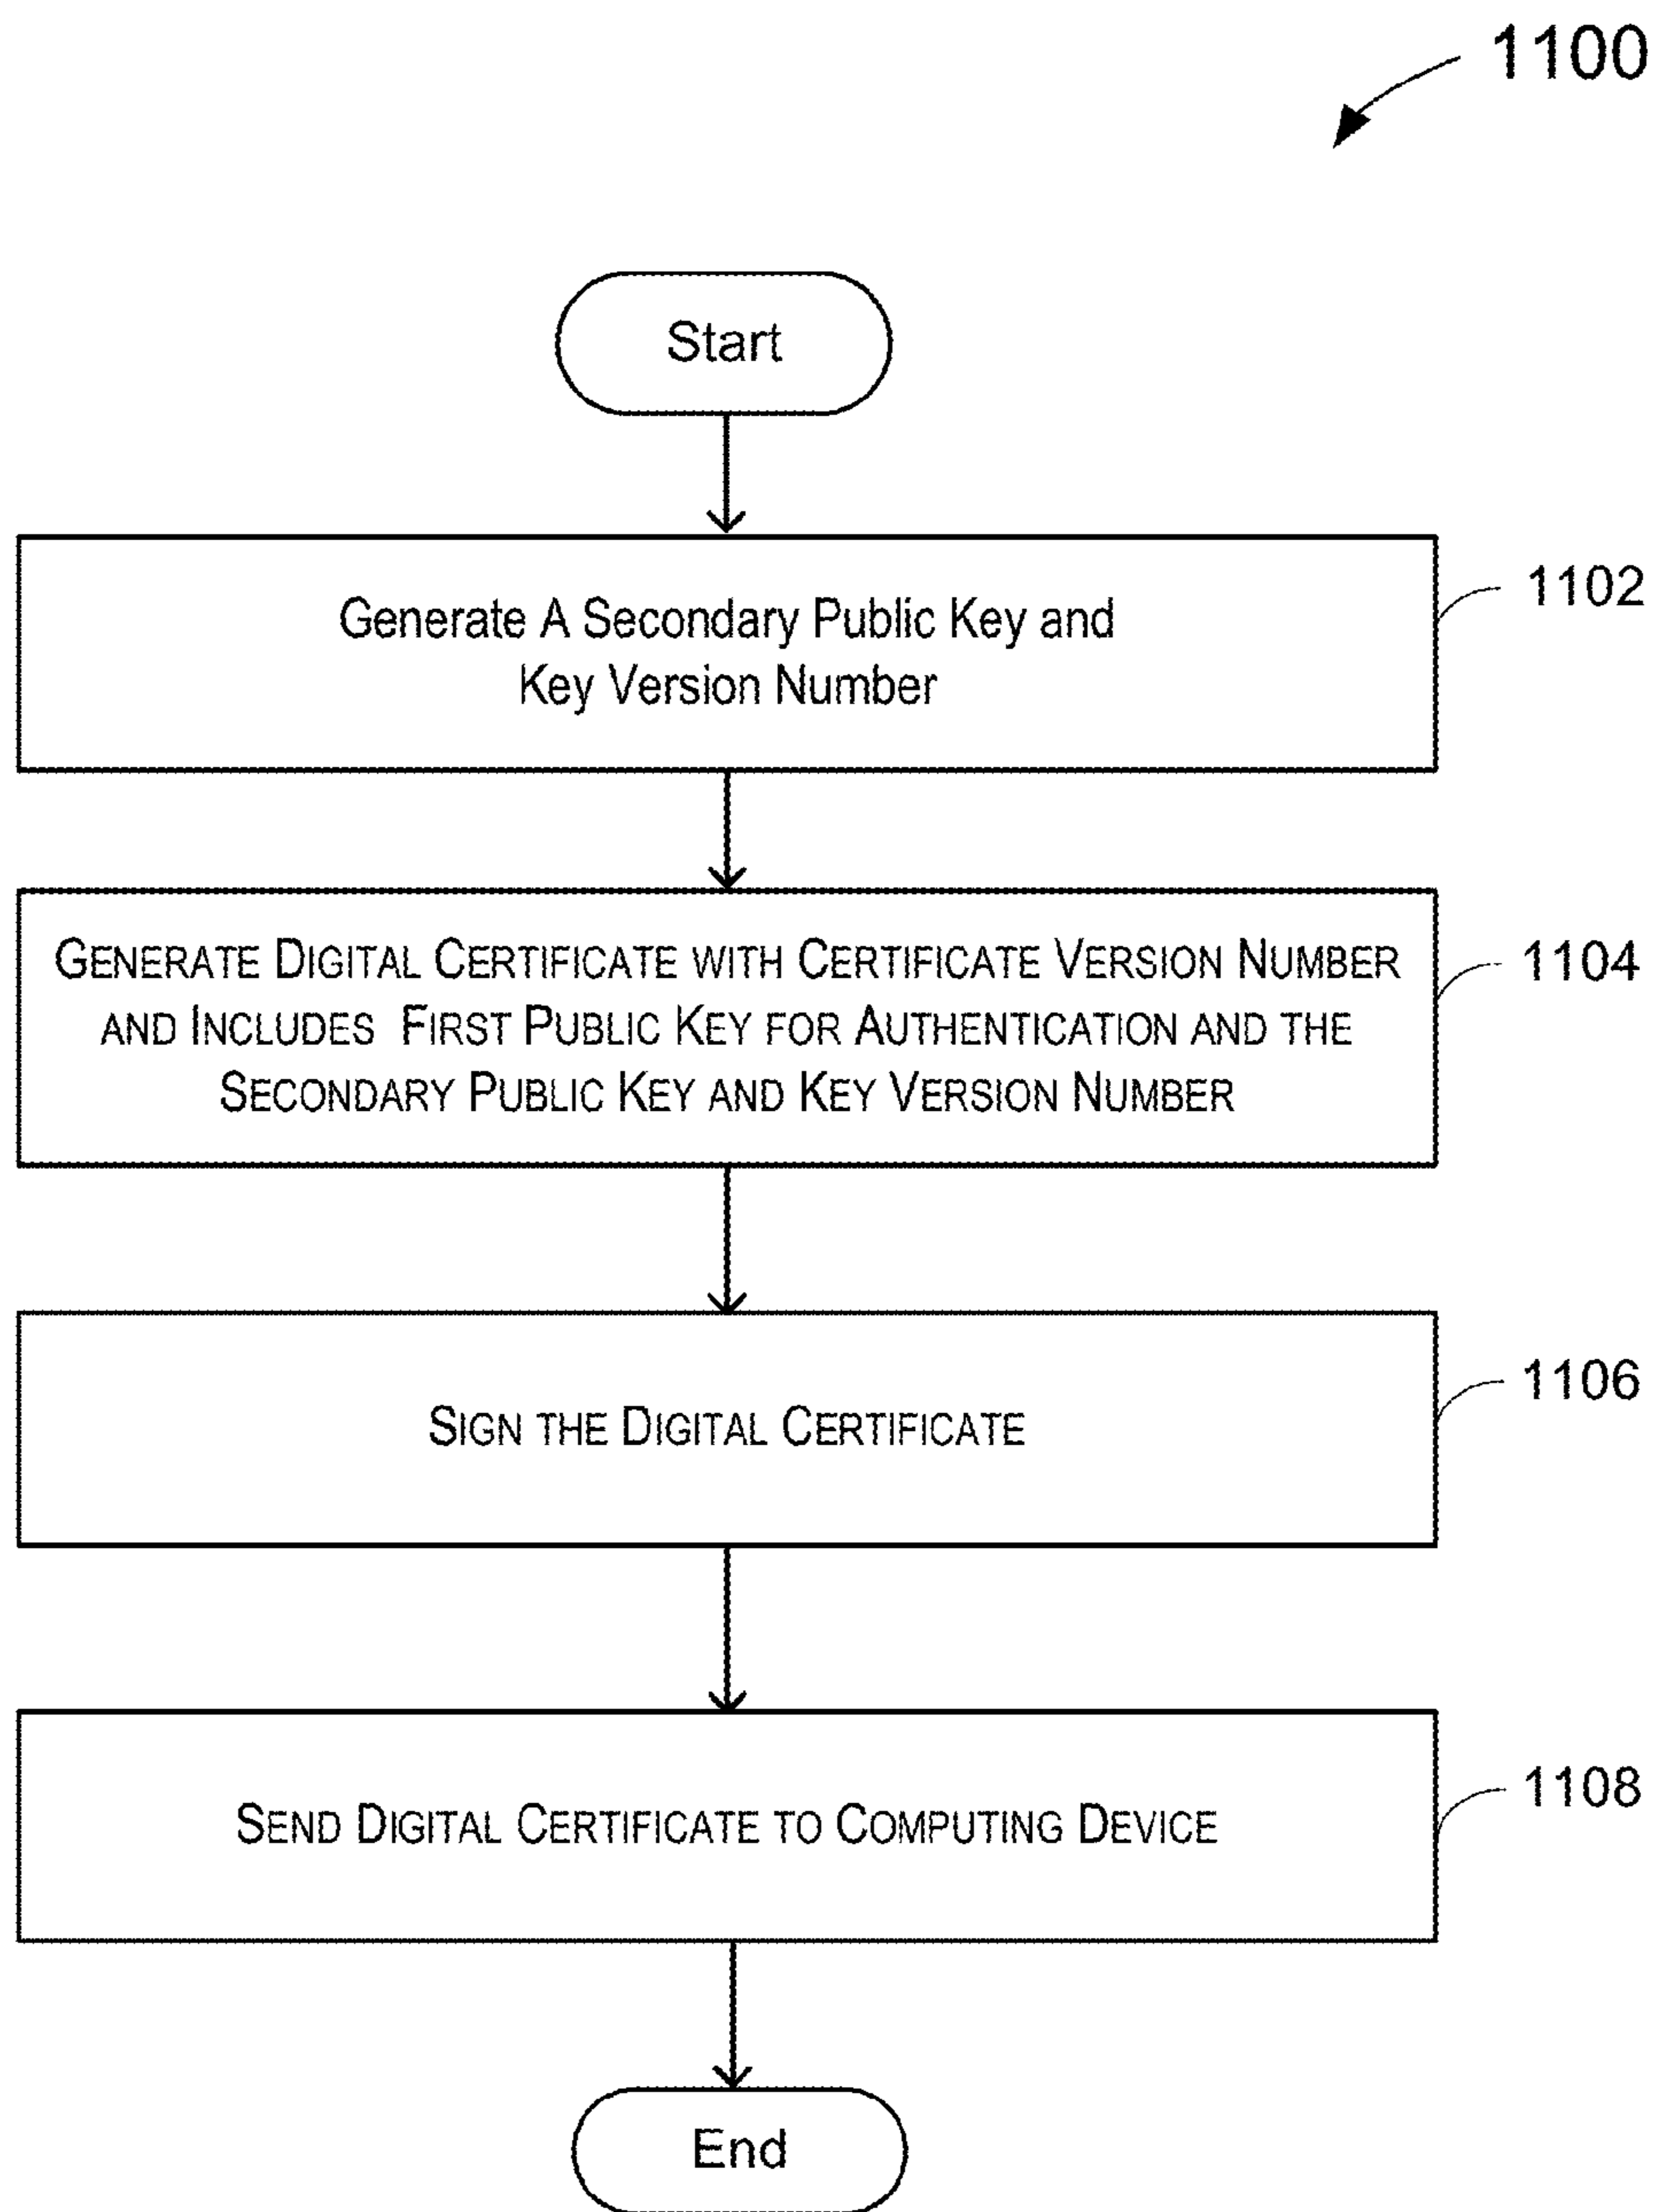 1100
Start
Generate A Secondary Public Key and
Key Version Number
1102
GENERATE DIGITAL CERTIFICATE WITH CERTIFICATE VERSION NUMBER
AND INCLUDES FIRST PUBLIC KEY FOR AUTHENTICATION AND THE
SECONDARY PUBLIC KEY AND KEY VERSION NUMBER
1104
SIGN THE DIGITAL CERTIFICATE
1106
SEND DIGITAL CERTIFICATE TO COMPUTING DEVICE
1108
End